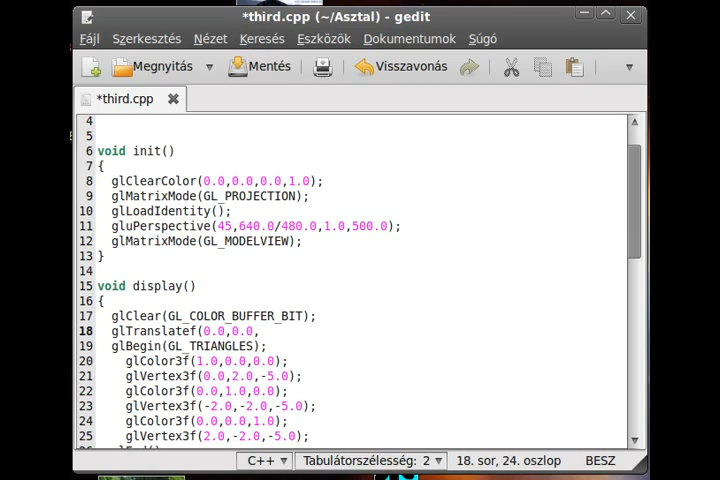 *third.cpp (~/Asztal) - gedit
Fájl Szerkesztés Nézet Keresés Eszközök Dokumentumok Súgó
Megnyitás Mentés Visszavonás
*third.cpp
4
5
6 void init()
7 {
8 glClearColor(0.0,0.0,0.0,1.0);
9 glMatrixMode(GL_PROJECTION);
10 glLoadIdentity();
11 gluPerspective(45,640.0/480.0,1.0,500.0);
12 glMatrixMode(GL_MODELVIEW);
13 }
14
15 void display()
16 {
17 glClear(GL_COLOR_BUFFER_BIT);
18 glTranslatef(0.0,0.0,
19 glBegin(GL_TRIANGLES);
20 glColor3f(1.0,0.0,0.0);
21 glVertex3f(0.0,2.0,-5.0);
22 glColor3f(0.0,1.0,0.0);
23 glVertex3f(-2.0,-2.0,-5.0);
24 glColor3f(0.0,0.0,1.0);
25 glVertex3f(2.0,-2.0,-5.0);
C++ Tabulátorszélesség: 2 18. sor, 24. oszlop BESZ